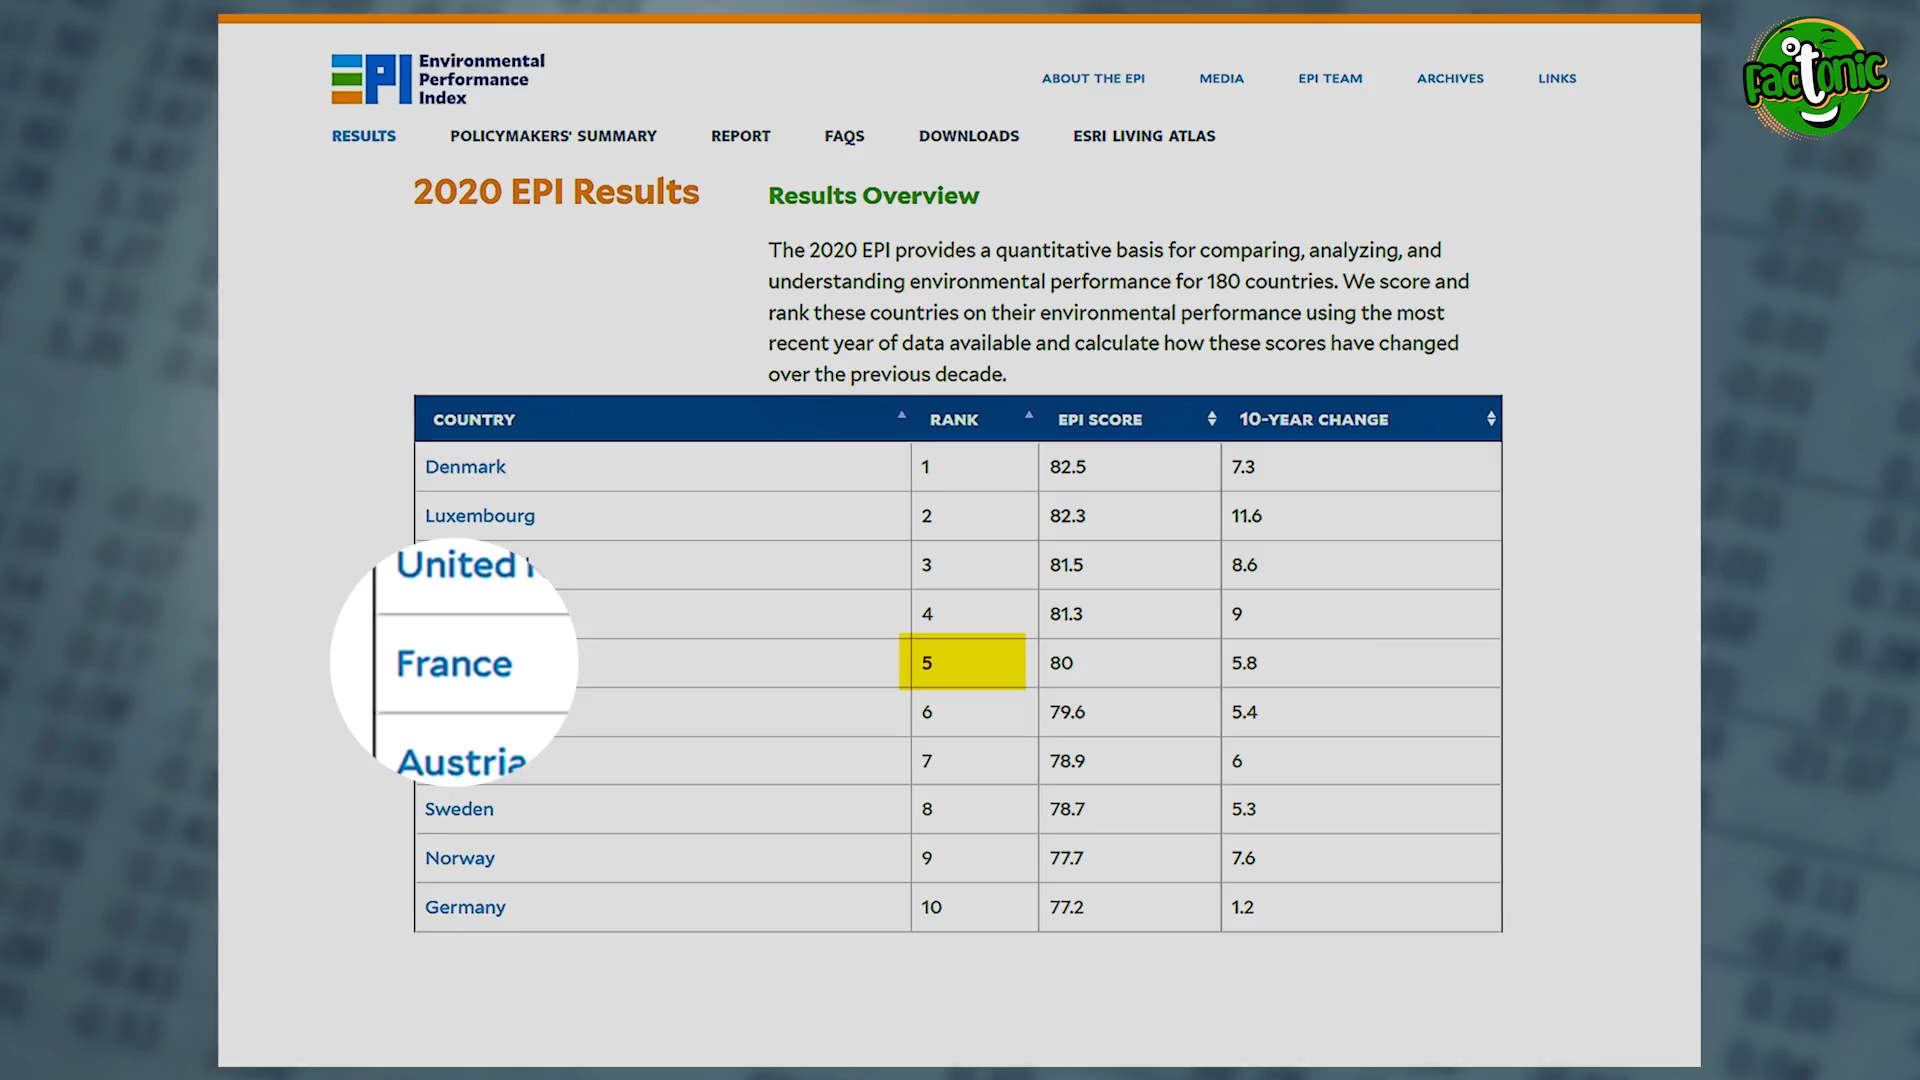 factonic
EPI Environmental
Performance
Index
ABOUT THE EPI MEDIA EPI TEAM ARCHIVES LINKS
RESULTS POLICYMAKERS' SUMMARY REPORT FAQS DOWNLOADS ESRI LIVING ATLAS
2020 EPI Results
Results Overview
The 2020 EPI provides a quantitative basis for comparing, analyzing, and
understanding environmental performance for 180 countries. We score and
rank these countries on their environmental performance using the most
recent year of data available and calculate how these scores have changed
over the previous decade.
COUNTRY RANK EPI SCORE 10-YEAR CHANGE
Denmark 1 82.5 7.3
Luxembourg 2 82.3 11.6
3 81.5 8.6
United 4 81.3 9
France 5 80 5.8
Austria 6 79.6 5.4
7 78.9 6
Sweden 8 78.7 5.3
Norway 9 77.7 7.6
Germany 10 77.2 1.2